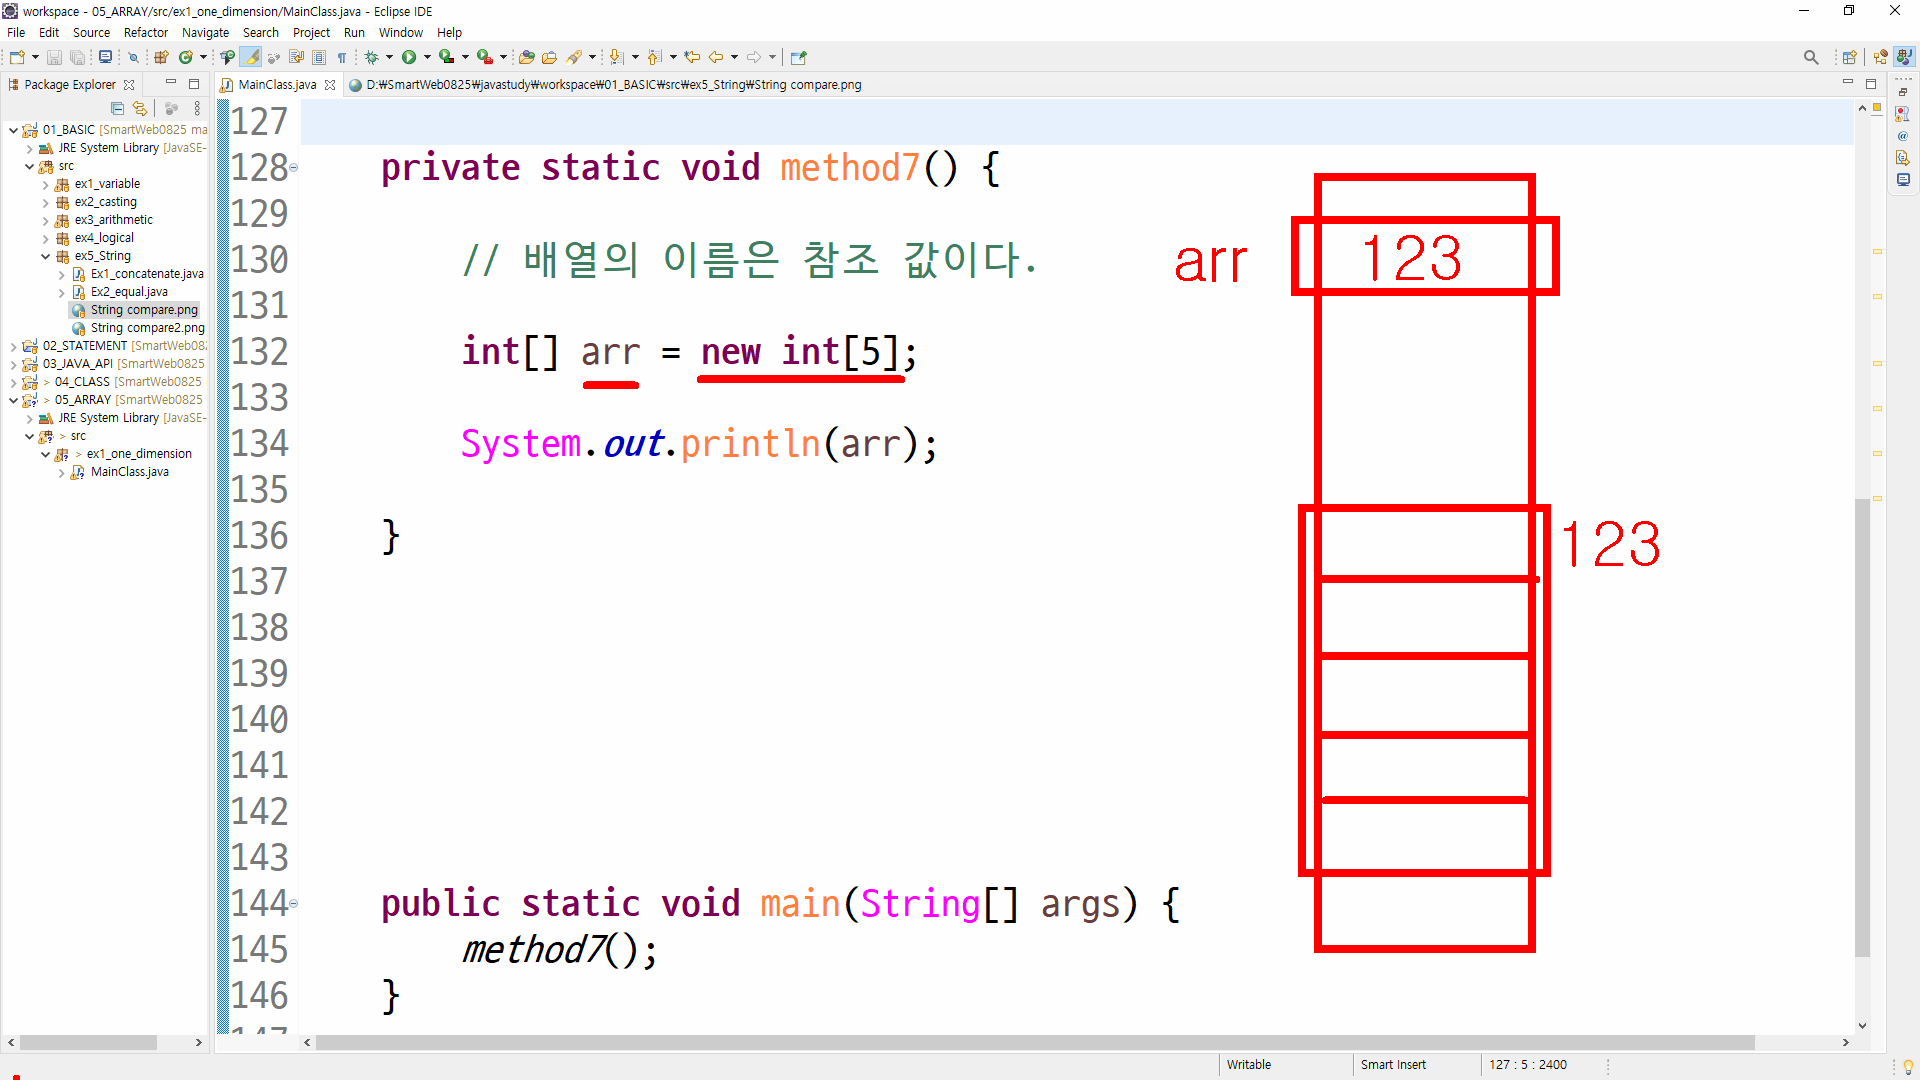 workspace - 05_ARRAY/src/ex1_one_dimension/MainClass.java - Eclipse IDE
File Edit Source Refactor Navigate Search Project Run Window Help
Package Explorer
MainClass.java
D:₩SmartWeb0825₩javastudy₩workspace₩01_BASIC₩src₩ex5_String₩String compare.png
01_BASIC [SmartWeb0825 ma
JRE System Library [JavaSE-
src
ex1_variable
ex2_casting
ex3_arithmetic
ex4_logical
ex5_String
Ex1_concatenate.java
Ex2_equal.java
String compare.png
String compare2.png
02_STATEMENT [SmartWeb082
03_JAVA_API [SmartWeb0825
> 04_CLASS [SmartWeb0825
> 05_ARRAY [SmartWeb0825
JRE System Library [JavaSE-
> src
> ex1_one_dimension
MainClass.java
127
128 private static void method7() {
129
130 // 배열의 이름은 참조 값이다.
131
132 int[] arr = new int[5];
133
134 System.out.println(arr);
135
136 }
137
138
139
140
141
142
143
144 public static void main(String[] args) {
145 method7();
146 }
147
arr 123
123
Writable Smart Insert 127 : 5 : 2400